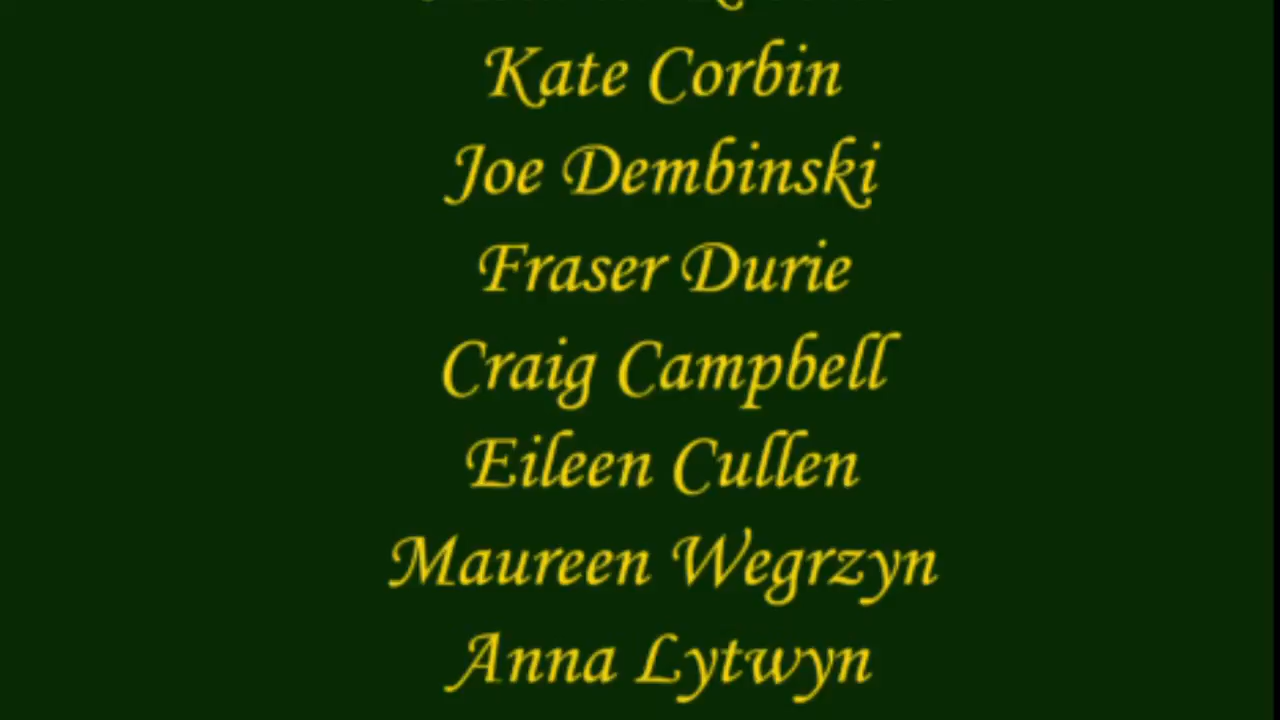 Kate Corbin
Joe Dembinski
Fraser Durie
Craig Campbell
Eileen Cullen
Maureen Wegrzyn
Anna Lytwyn